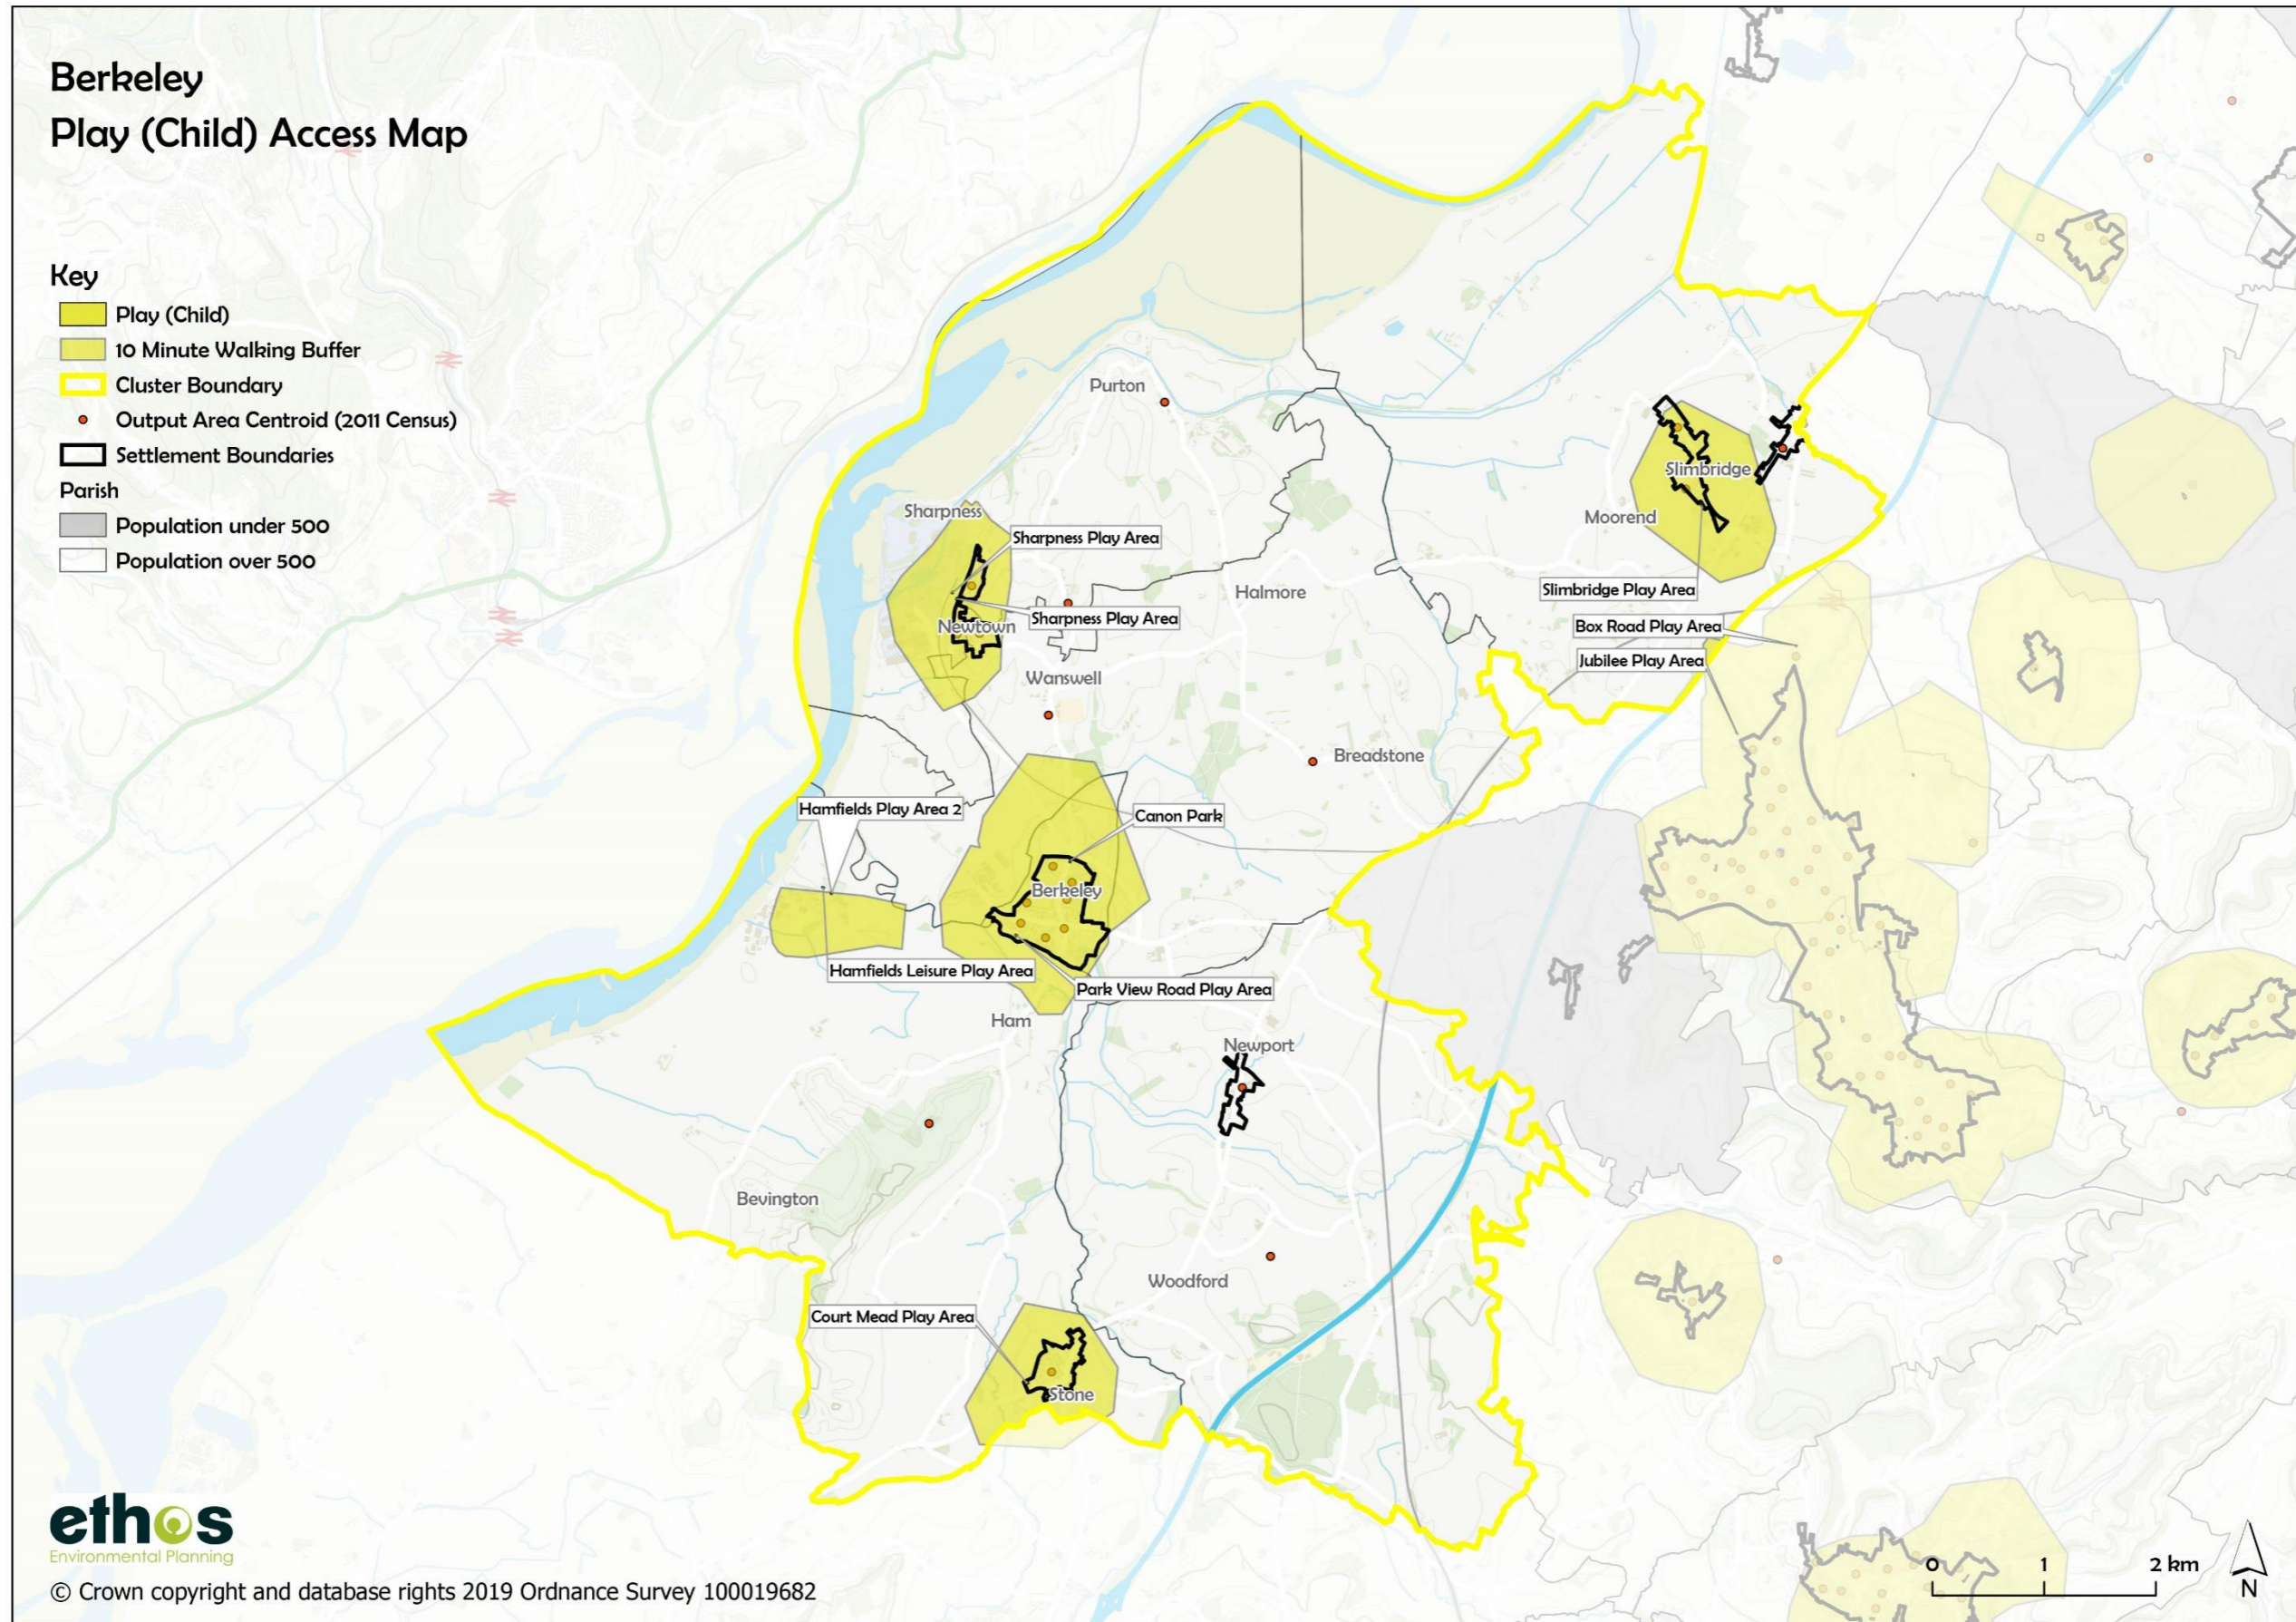 Berkeley
Play (Child) Access Map
Key
Play (Child)
10 Minute Walking Buffer
Cluster Boundary
Output Area Centroid (2011 Census)
Settlement Boundaries
Parish
Population under 500
Population over 500
Purton
Sharpness
Sharpness Play Area
Slimbridge
Moorend
Halmore
Slimbridge Play Area
Sharpness Play Area
Newtown
Box Road Play Area
Jubilee Play Area
Wanswell
Breadstone
Hamfields Play Area 2
Canon Park
Berkeley
Hamfields Leisure Play Area
Park View Road Play Area
Ham
Newport
Bevington
Woodford
Court Mead Play Area
Stone
ethos
Environmental Planning
0 1 2 km
N
© Crown copyright and database rights 2019 Ordnance Survey 100019682